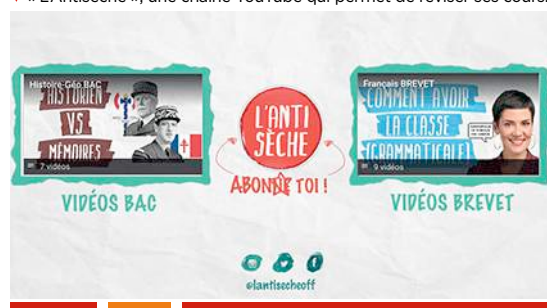 « L'Antisèche », une chaîne YouTube qui permet de réviser ses cours
Histoire-Géo BAC
HISTORIEN
VS
MÉMOIRES
7 vidéos
VIDÉOS BAC
L'ANTI
SÈCHE
ABONNE TOI !
Français BREVET
COMMENT AVOIR
LA CLASSE
(GRAMMATICALE)
9 vidéos
VIDÉOS BREVET
@lantisecheoff